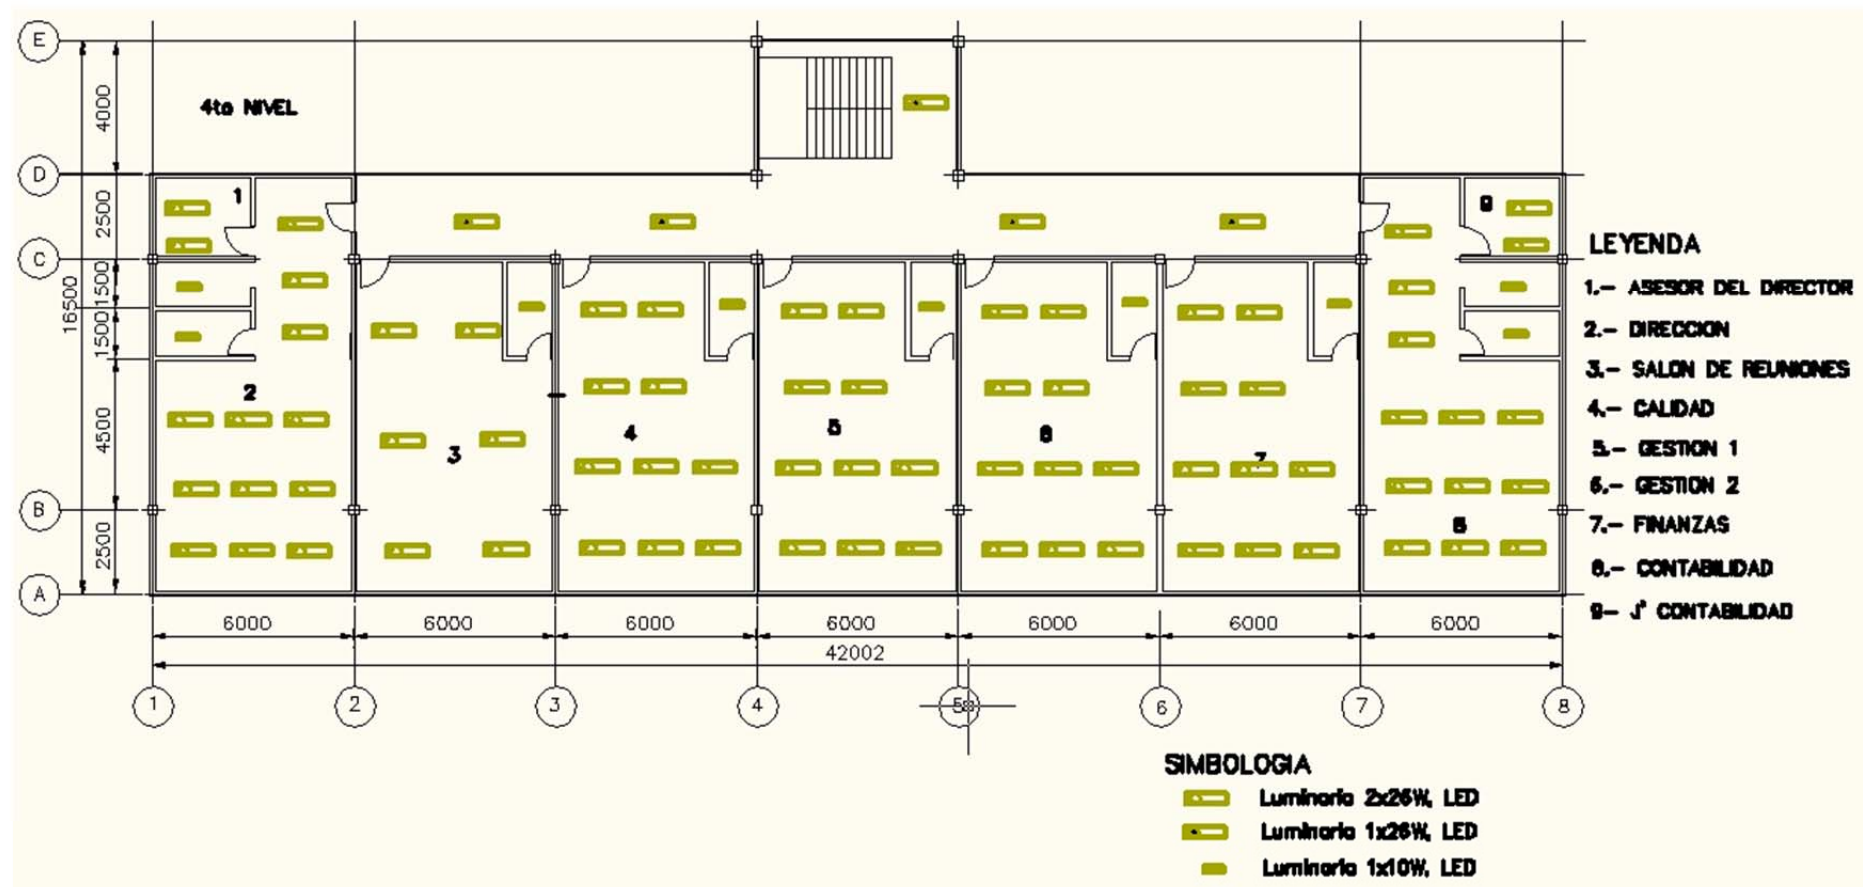 E
4to NIVEL
4000
D
1
9
2500
C
LEYENDA
1500
1.- ASESOR DEL DIRECTOR
16500
1500
2.- DIRECCION
3.- SALON DE REUNIONES
2
4.- CALIDAD
4500
3
4
5
6
7
5.- GESTION 1
6.- GESTION 2
B
8
7.- FINANZAS
2500
8.- CONTABILIDAD
A
9- Jº CONTABILIDAD
6000 6000 6000 6000 6000 6000 6000
42002
1 2 3 4 5 6 7 8
SIMBOLOGIA
Luminaria 2x26W, LED
Luminaria 1x26W, LED
Luminaria 1x10W, LED